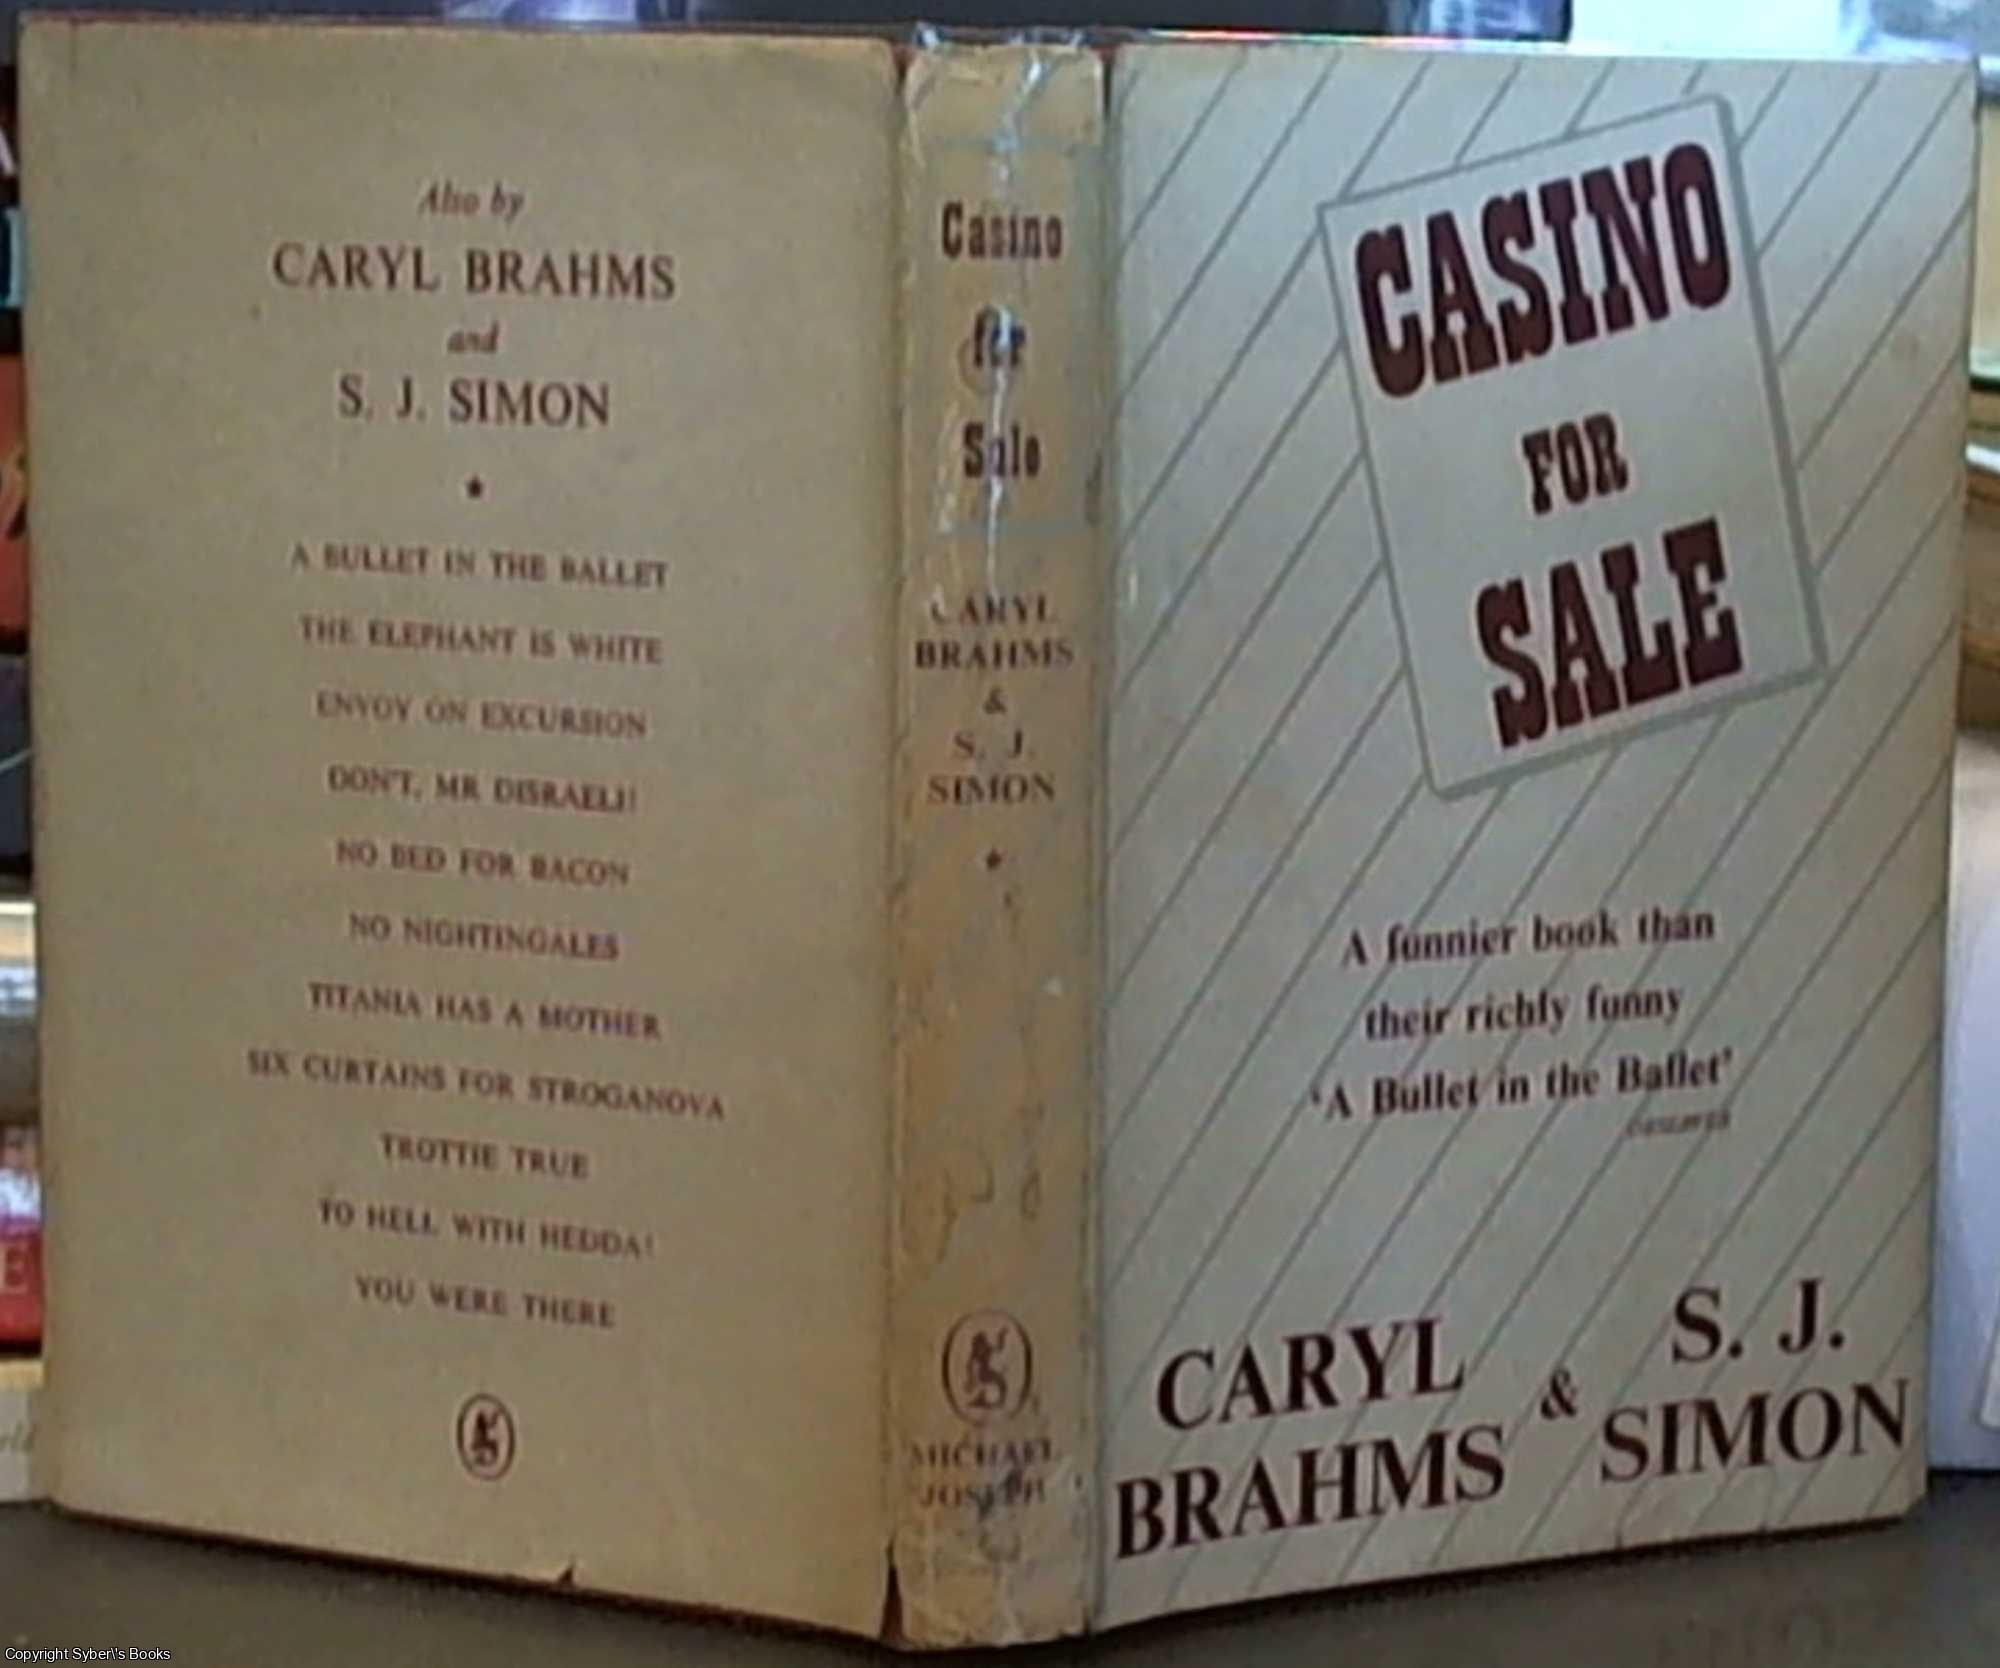 Also by
CARYL BRAHMS
and
S. J. SIMON
A BULLET IN THE BALLET
THE ELEPHANT IS WHITE
ENVOY ON EXCURSION
DON'T, MR DISRAELI!
NO BED FOR BACON
NO NIGHTINGALES
TITANIA HAS A MOTHER
SIX CURTAINS FOR STROGANOVA
TROTTIE TRUE
TO HELL WITH HEDDA!
YOU WERE THERE
Casino
for
Sale
CARYL
BRAHMS
&
S. J.
SIMON
MICHAEL
JOSEPH
CASINO
FOR
SALE
A funnier book than
their richly funny
'A Bullet in the Ballet'
CARYL
BRAHMS
&
S. J.
SIMON
Copyright Syber\'s Books